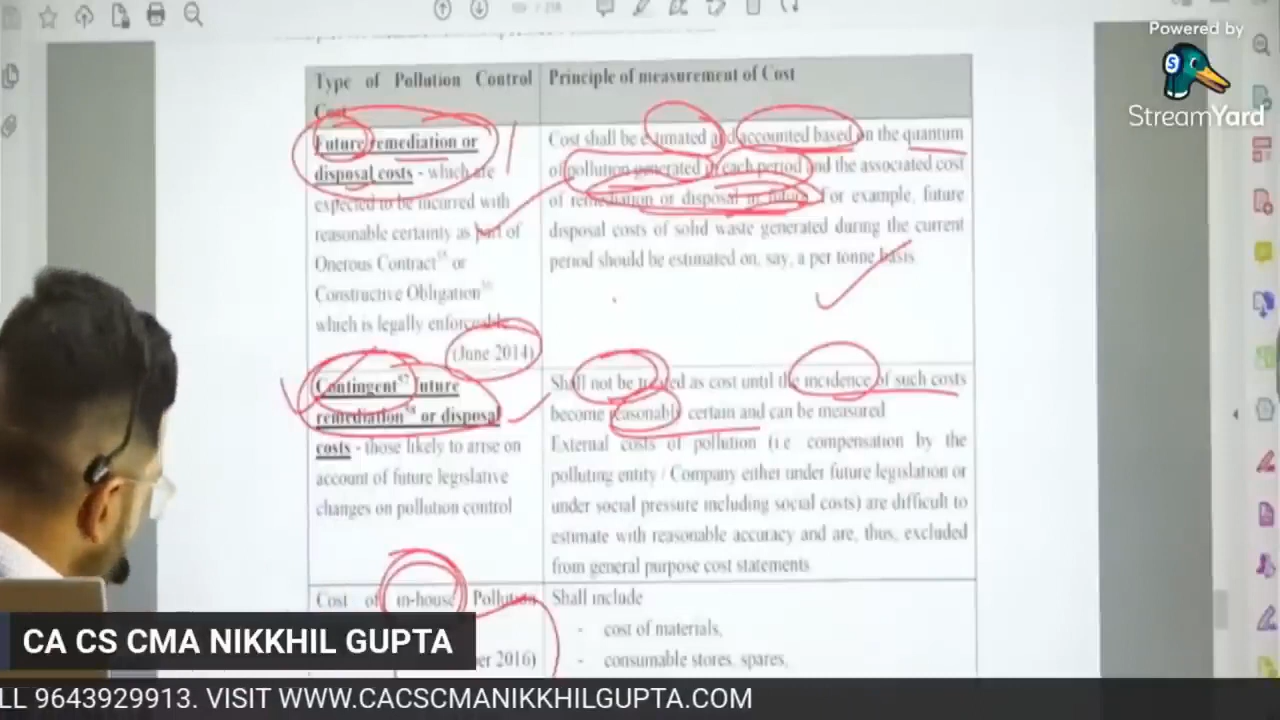 Powered by
StreamYard
Type of Pollution Control
Cost
Principle of measurement of Cost
Future remediation or
disposal costs - which are
expected to be incurred with
reasonable certainty as part of
Onerous Contract or
Constructive Obligation
which is legally enforceable
(June 2014)
Cost shall be estimated and accounted based on the quantum
of pollution generated in each period and the associated cost
of remediation or disposal in future. For example, future
disposal costs of solid waste generated during the current
period should be estimated on, say, a per tonne basis
Contingent57 future
remediation58 or disposal
costs - those likely to arise on
account of future legislative
changes on pollution control
Shall not be treated as cost until the incidence of such costs
become reasonably certain and can be measured
External costs of pollution (i.e compensation by the
polluting entity / Company either under future legislation or
under social pressure including social costs) are difficult to
estimate with reasonable accuracy and are, thus, excluded
from general purpose cost statements
Cost of in-house Pollution
er 2016)
Shall include
- cost of materials,
- consumable stores, spares,
CA CS CMA NIKKHIL GUPTA
LL 9643929913. VISIT WWW.CACSCMANIKKHILGUPTA.COM